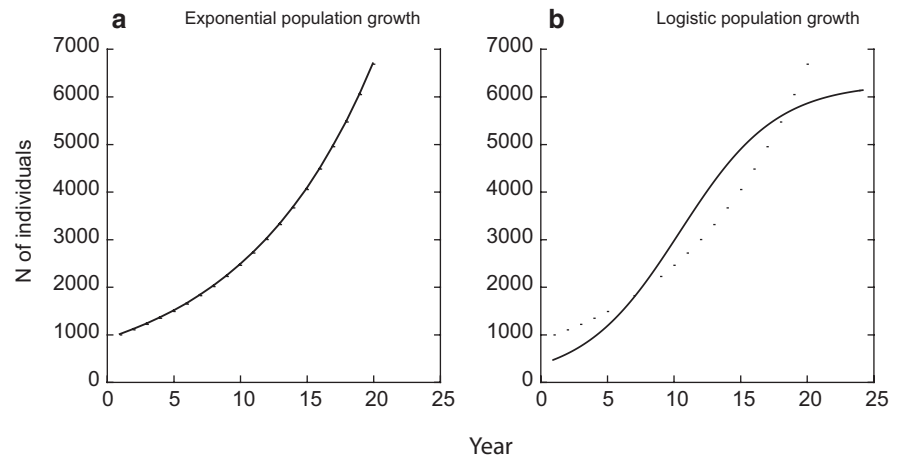 a Exponential population growth
b Logistic population growth
N of individuals
7000
6000
5000
4000
3000
2000
1000
0
0 5 10 15 20 25
7000
6000
5000
4000
3000
2000
1000
0
0 5 10 15 20 25
Year